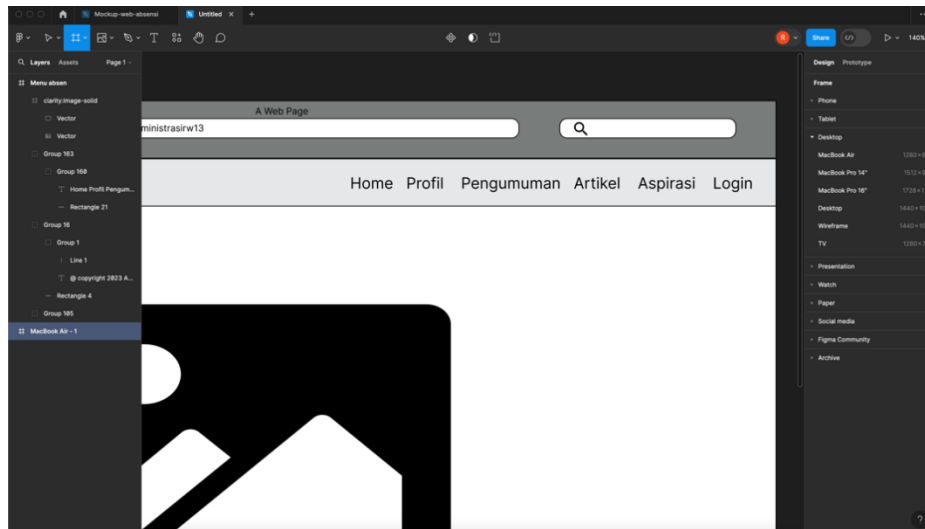 Mockup-web-absensi
Untitled
Share
140%
Layers Assets Page 1
Menu absen
clarity:image-solid
Vector
Vector
Group 163
Group 160
Home Profil Pengum...
Rectangle 21
Group 16
Group 1
Line 1
@ copyright 2023 A...
Rectangle 4
Group 105
MacBook Air - 1
A Web Page
ministrasirw13
Home Profil Pengumuman Artikel Aspirasi Login
R
Design Prototype
Frame
Phone
Tablet
Desktop
MacBook Air
MacBook Pro 14"
MacBook Pro 16"
Desktop
Wireframe
TV
Presentation
Watch
Paper
Social media
Figma Community
Archive
?